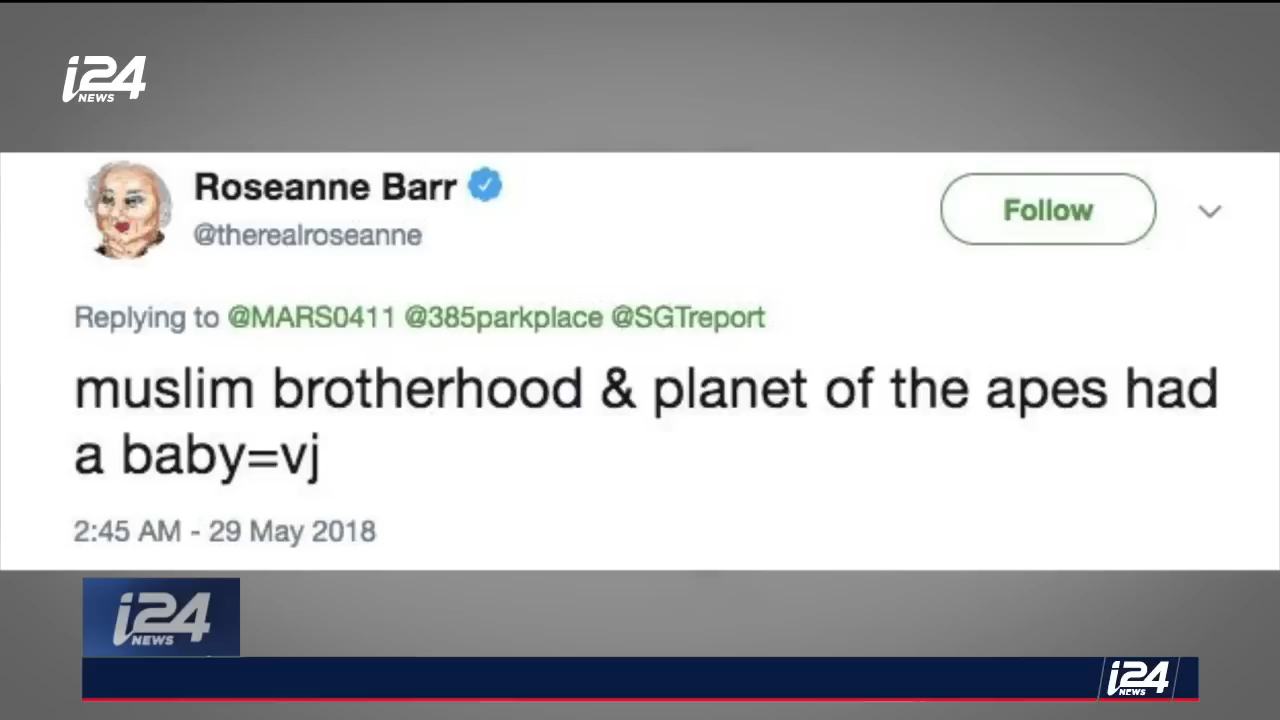 i24
NEWS
Roseanne Barr
@therealroseanne
Follow
Replying to @MARS0411 @385parkplace @SGTreport
muslim brotherhood & planet of the apes had
a baby=vj
2:45 AM - 29 May 2018
i24
NEWS
i24
NEWS